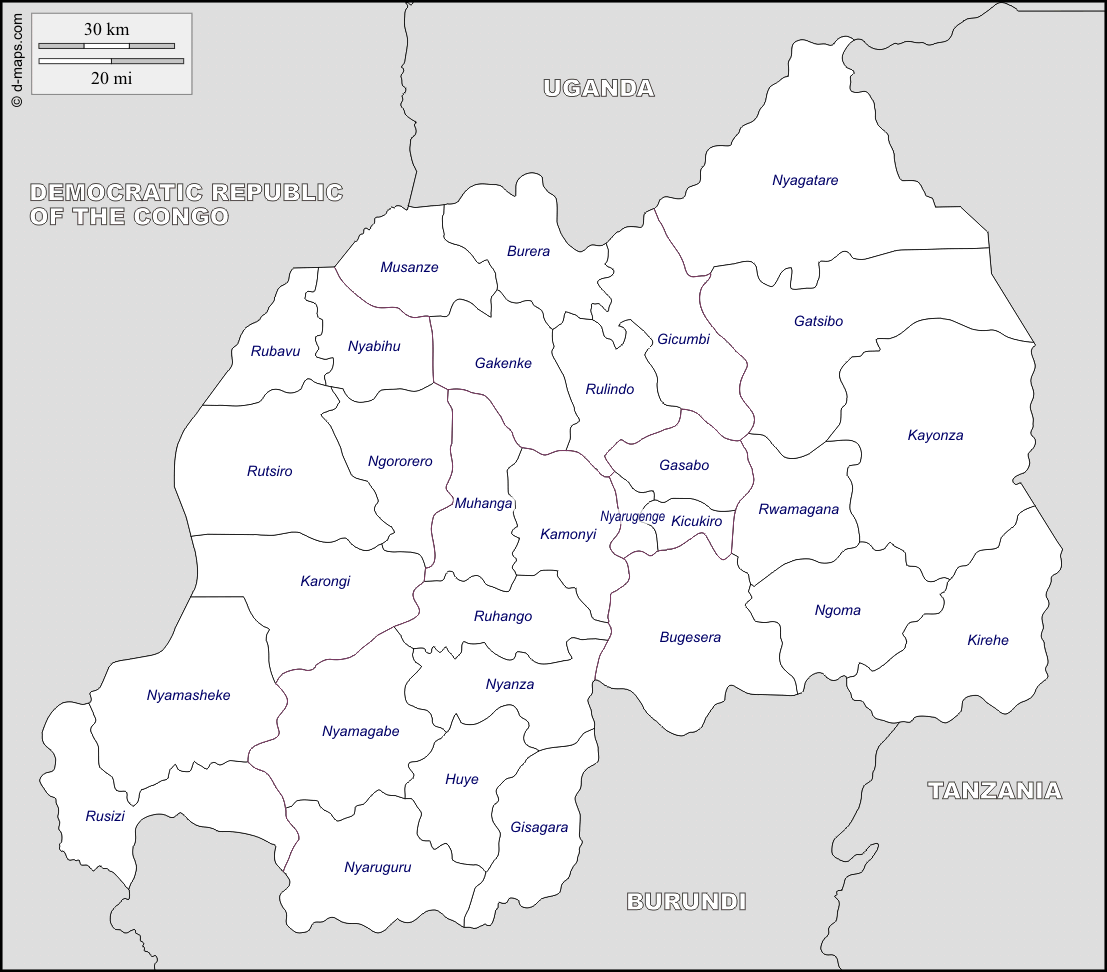 © d-maps.com
30 km
20 mi
UGANDA
DEMOCRATIC REPUBLIC
OF THE CONGO
Nyagatare
Burera
Musanze
Gatsibo
Gicumbi
Nyabihu
Rubavu
Gakenke
Rulindo
Kayonza
Ngororero
Gasabo
Rutsiro
Muhanga
Rwamagana
Nyarugenge
Kicukiro
Kamonyi
Karongi
Ngoma
Ruhango
Bugesera
Kirehe
Nyanza
Nyamasheke
Nyamagabe
Huye
TANZANIA
Rusizi
Gisagara
Nyaruguru
BURUNDI